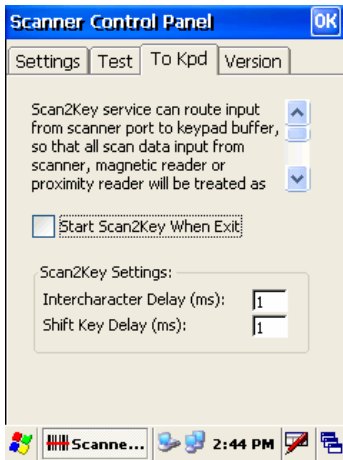 Scanner Control Panel OK
Settings Test To Kpd Version
Scan2Key service can route input
from scanner port to keypad buffer,
so that all scan data input from
scanner, magnetic reader or
proximity reader will be treated as
Start Scan2Key When Exit
Scan2Key Settings:
Intercharacter Delay (ms): 1
Shift Key Delay (ms): 1
Scanne... 2:44 PM